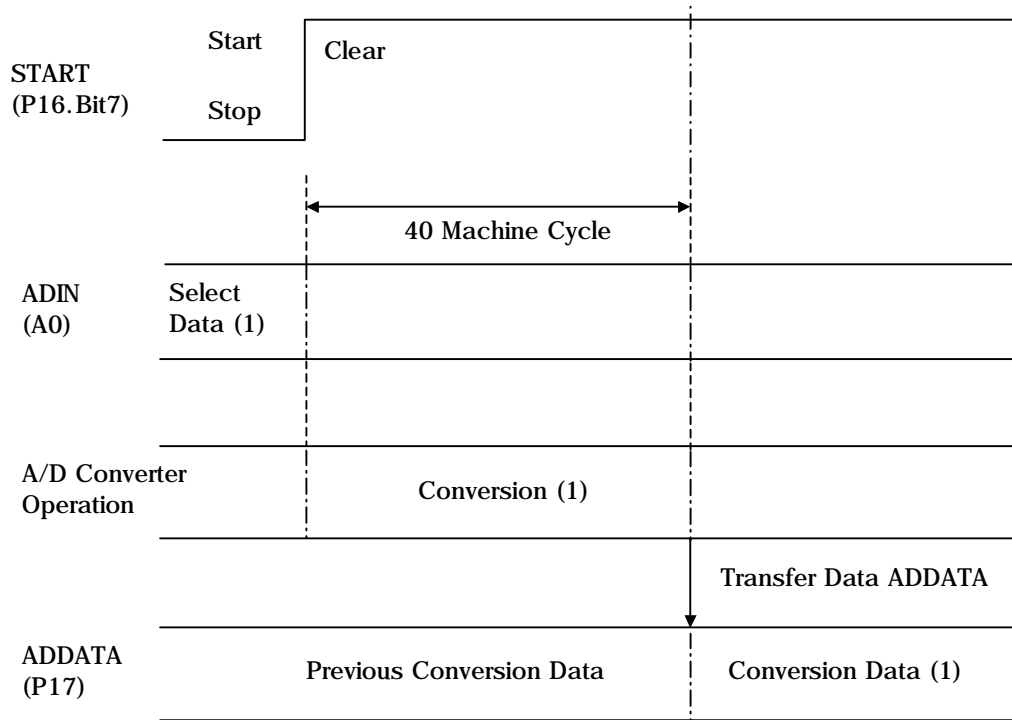 Start
Clear
START
(P16.Bit7)
Stop
40 Machine Cycle
ADIN
(A0)
Select
Data (1)
A/D Converter
Operation
Conversion (1)
Transfer Data ADDATA
ADDATA
(P17)
Previous Conversion Data
Conversion Data (1)